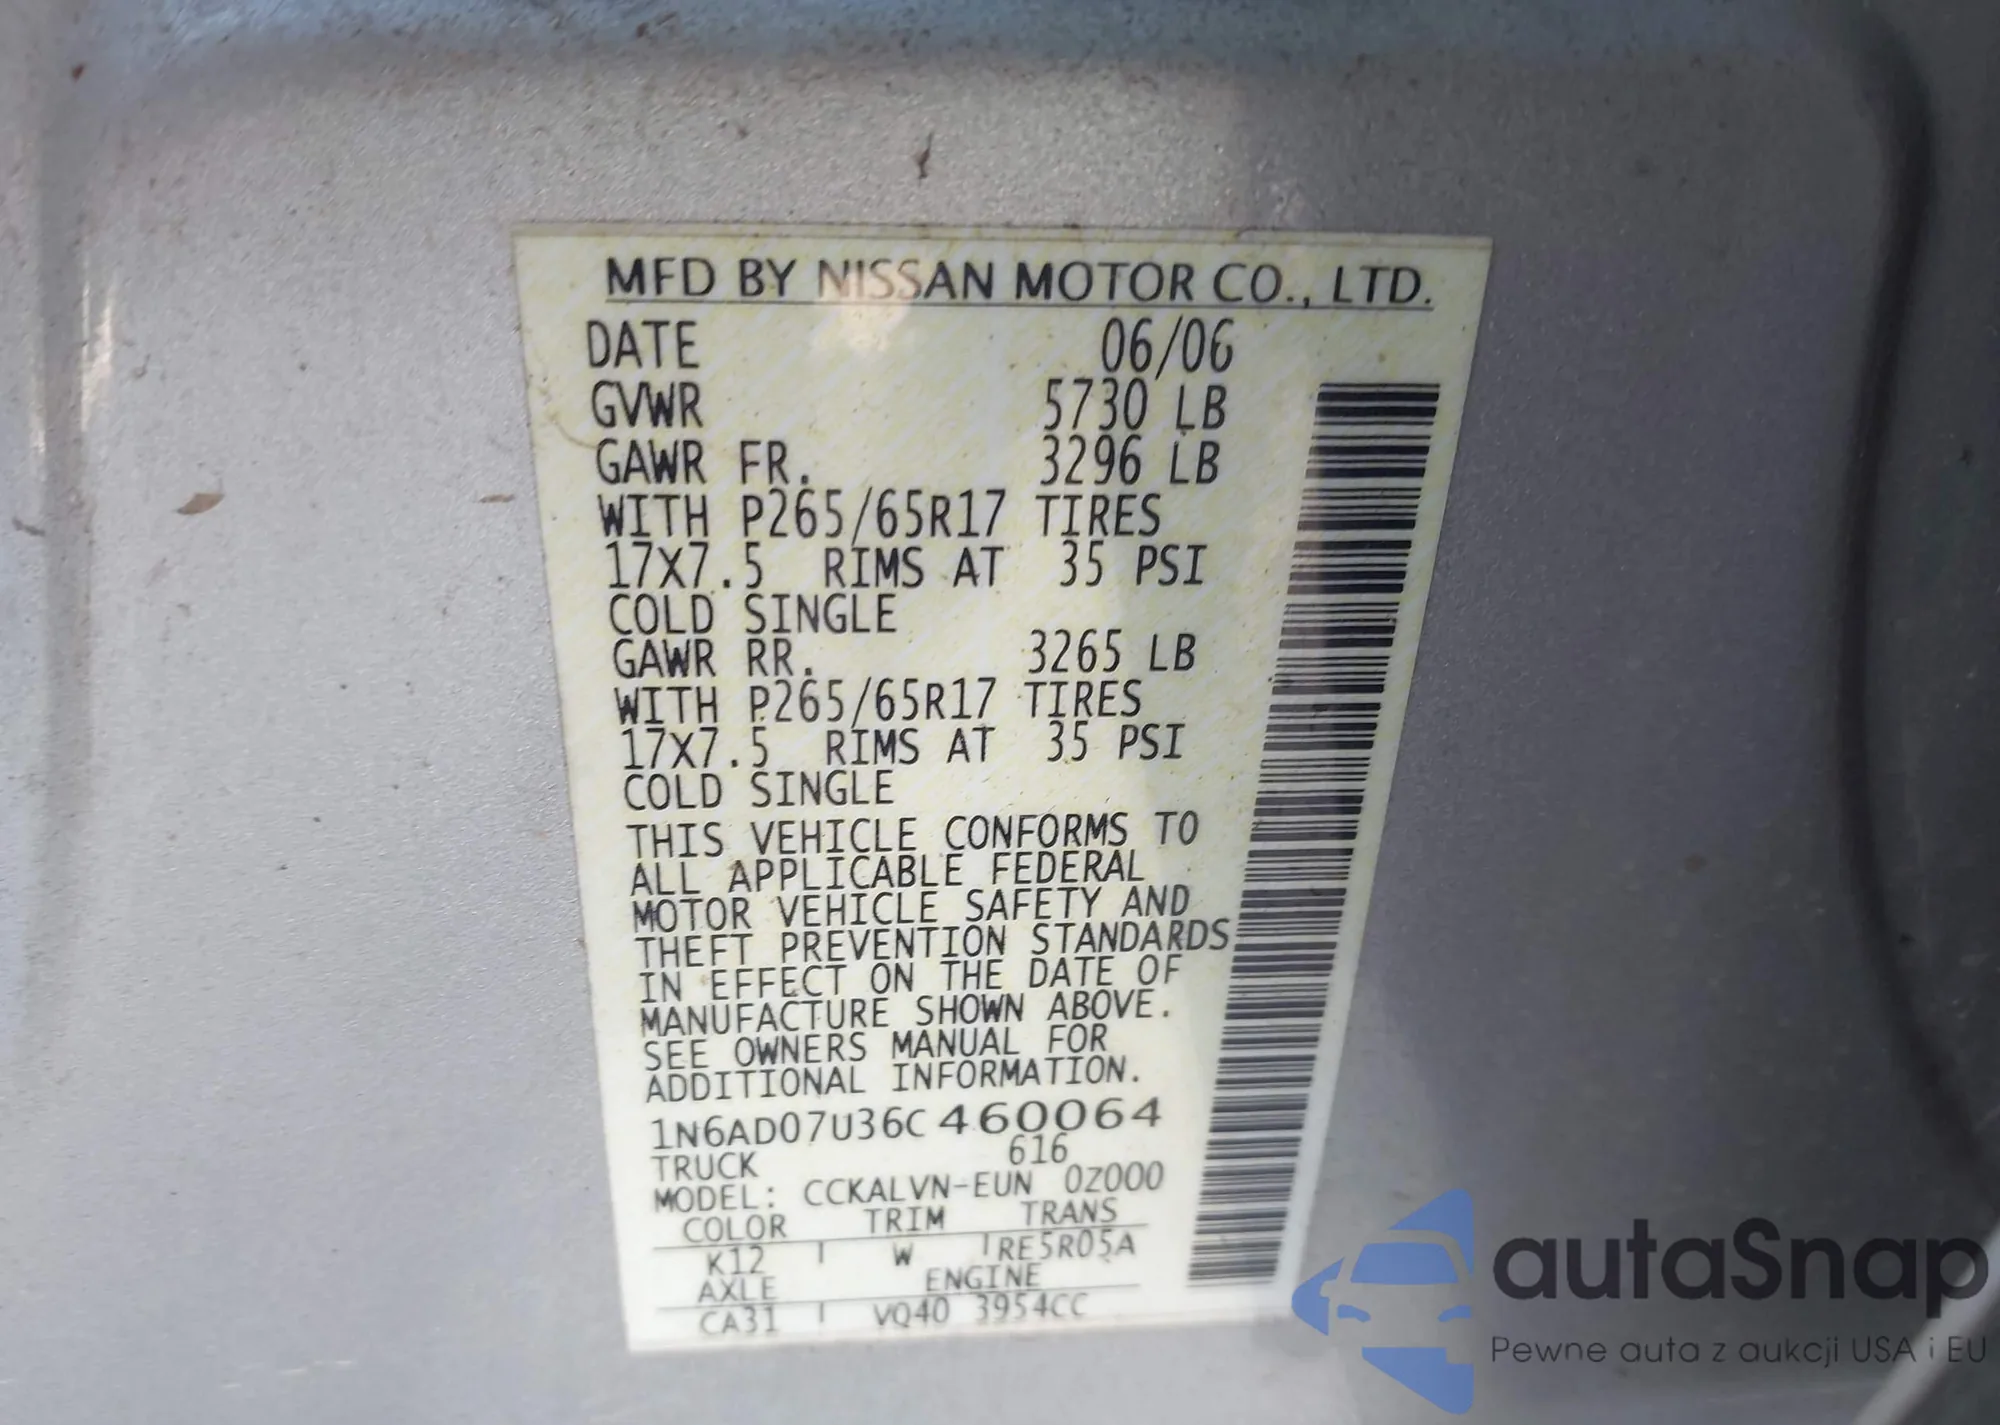 MFD BY NISSAN MOTOR CO., LTD.
DATE 06/06
GVWR 5730 LB
GAWR FR. 3296 LB
WITH P265/65R17 TIRES
17X7.5 RIMS AT 35 PSI
COLD SINGLE
GAWR RR. 3265 LB
WITH P265/65R17 TIRES
17X7.5 RIMS AT 35 PSI
COLD SINGLE
THIS VEHICLE CONFORMS TO
ALL APPLICABLE FEDERAL
MOTOR VEHICLE SAFETY AND
THEFT PREVENTION STANDARDS
IN EFFECT ON THE DATE OF
MANUFACTURE SHOWN ABOVE.
SEE OWNERS MANUAL FOR
ADDITIONAL INFORMATION.
1N6AD07U36C460064
TRUCK 616
MODEL: CCKALVN-EUN 0Z000
COLOR TRIM TRANS
K12 W RE5R05A
AXLE ENGINE
CA31 VQ40 3954CC
autaSnap
Pewne auta z aukcji USA i EU